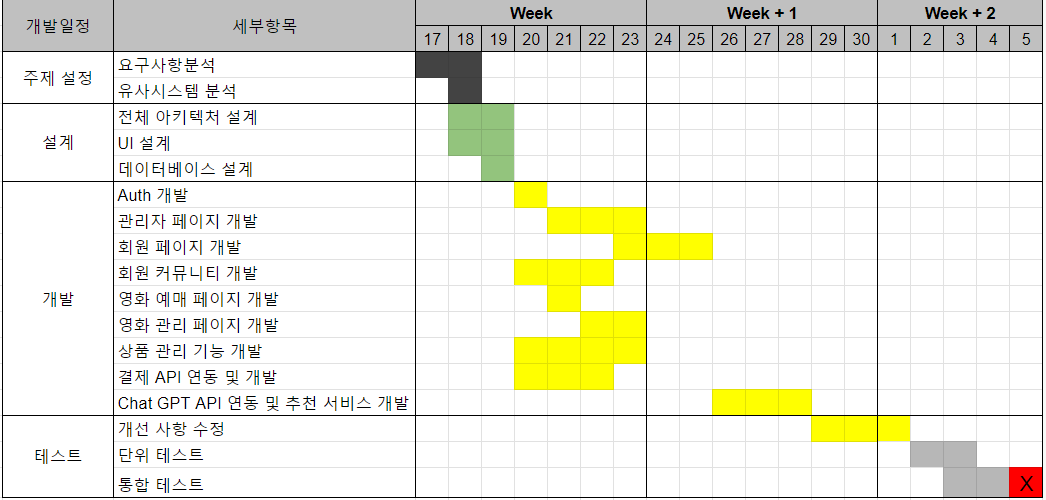 개발일정 세부항목 Week Week + 1 Week + 2
17 18 19 20 21 22 23 24 25 26 27 28 29 30 1 2 3 4 5
주제 설정
요구사항분석
유사시스템 분석
설계
전체 아키텍처 설계
UI 설계
데이터베이스 설계
개발
Auth 개발
관리자 페이지 개발
회원 페이지 개발
회원 커뮤니티 개발
영화 예매 페이지 개발
영화 관리 페이지 개발
상품 관리 기능 개발
결제 API 연동 및 개발
Chat GPT API 연동 및 추천 서비스 개발
테스트
개선 사항 수정
단위 테스트
통합 테스트 X